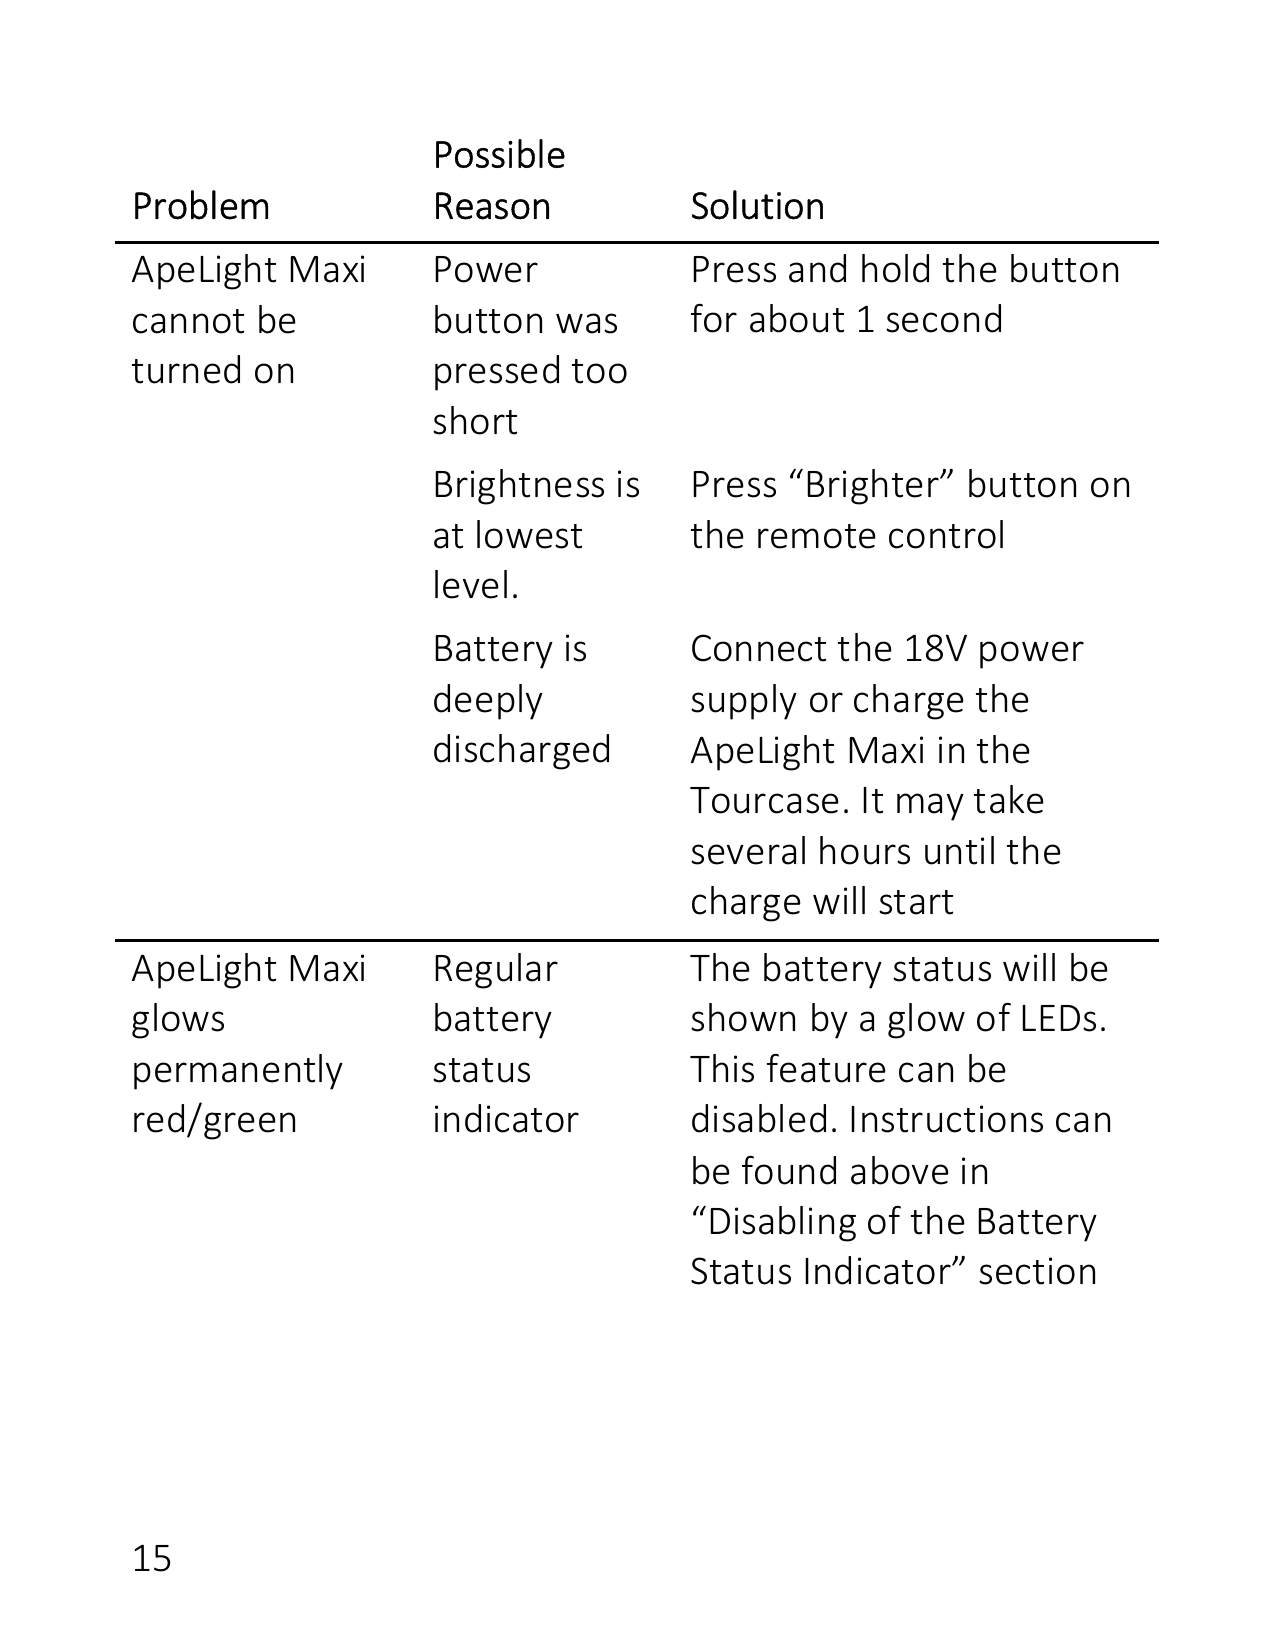 Problem
Possible
Reason
Solution
ApeLight Maxi
cannot be
turned on
Power
button was
pressed too
short
Press and hold the button
for about 1 second
Brightness is
at lowest
level.
Press “Brighter” button on
the remote control
Battery is
deeply
discharged
Connect the 18V power
supply or charge the
ApeLight Maxi in the
Tourcase. It may take
several hours until the
charge will start
ApeLight Maxi
glows
permanently
red/green
Regular
battery
status
indicator
The battery status will be
shown by a glow of LEDs.
This feature can be
disabled. Instructions can
be found above in
“Disabling of the Battery
Status Indicator” section
15